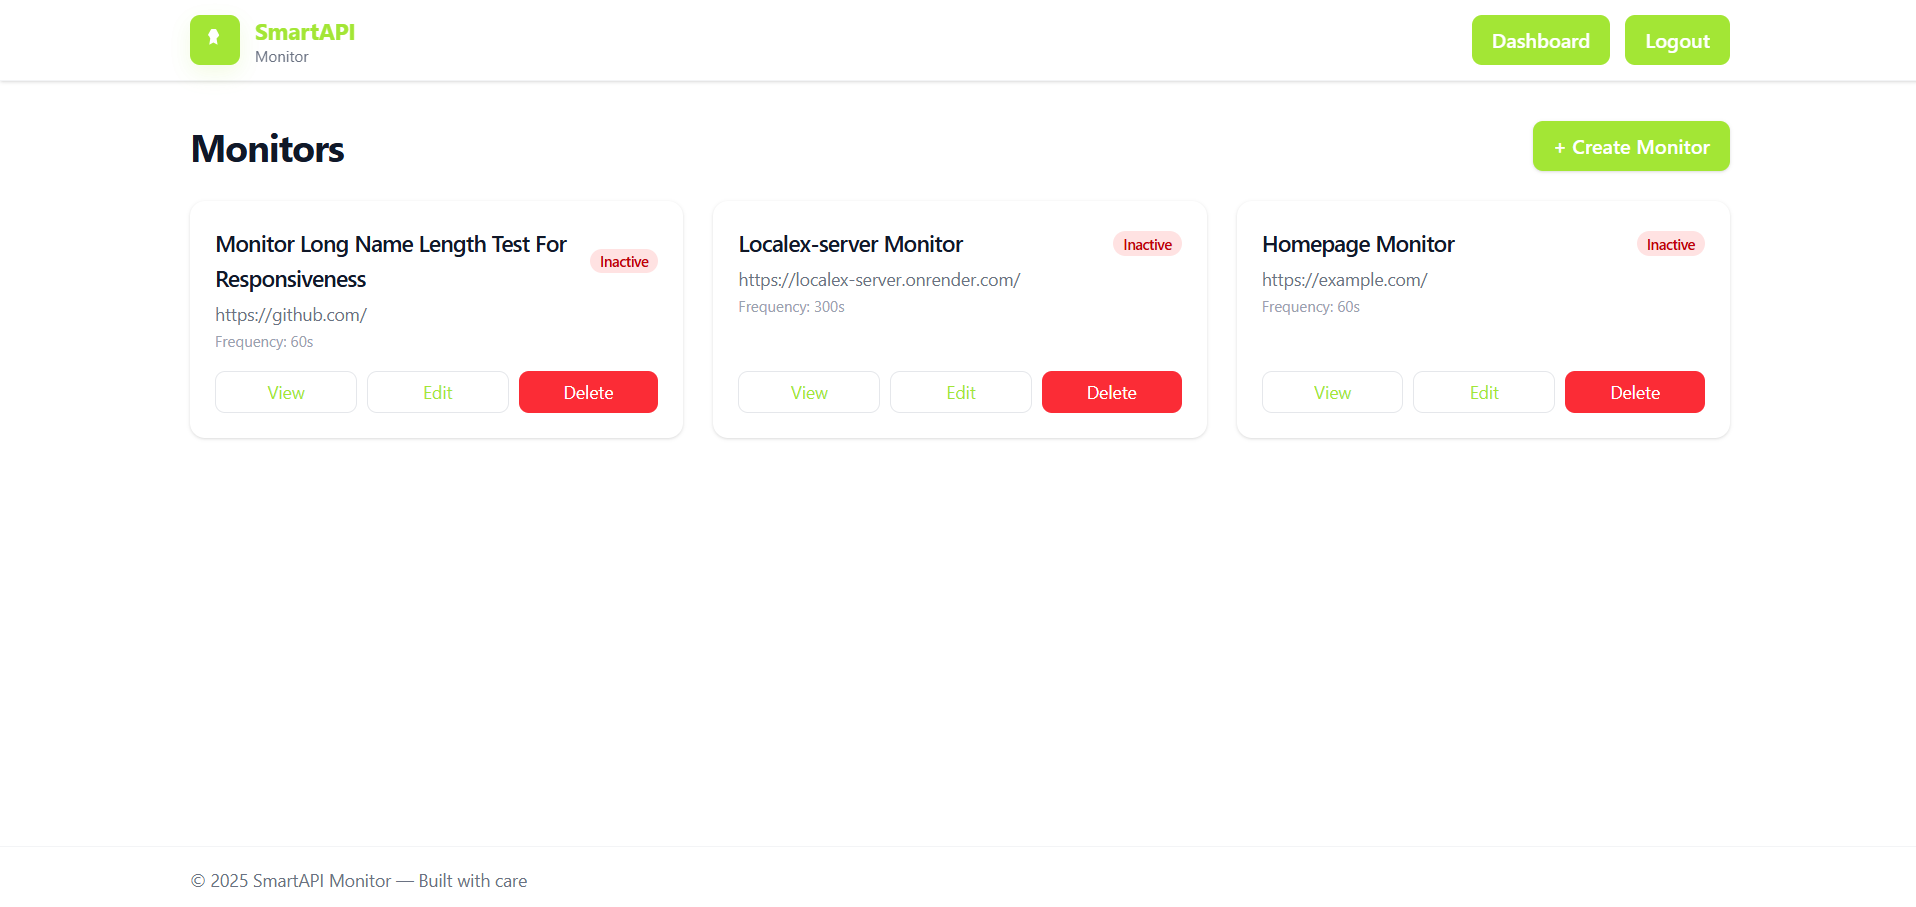 SmartAPI
Monitor
Dashboard
Logout
Monitors
+ Create Monitor
Monitor Long Name Length Test For
Responsiveness
Inactive
https://github.com/
Frequency: 60s
View
Edit
Delete
Localex-server Monitor
Inactive
https://localex-server.onrender.com/
Frequency: 300s
View
Edit
Delete
Homepage Monitor
Inactive
https://example.com/
Frequency: 60s
View
Edit
Delete
© 2025 SmartAPI Monitor — Built with care